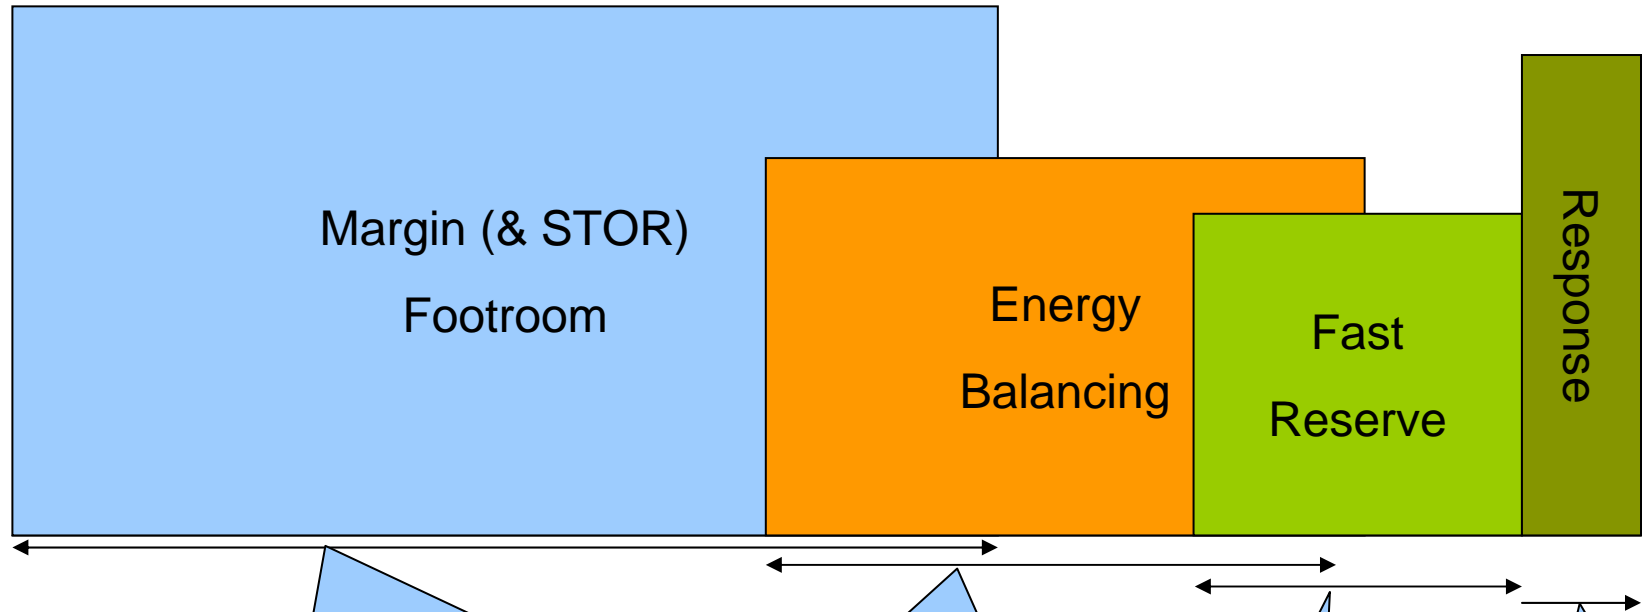 Margin (& STOR)
Footroom
Energy
Balancing
Fast
Reserve
Response